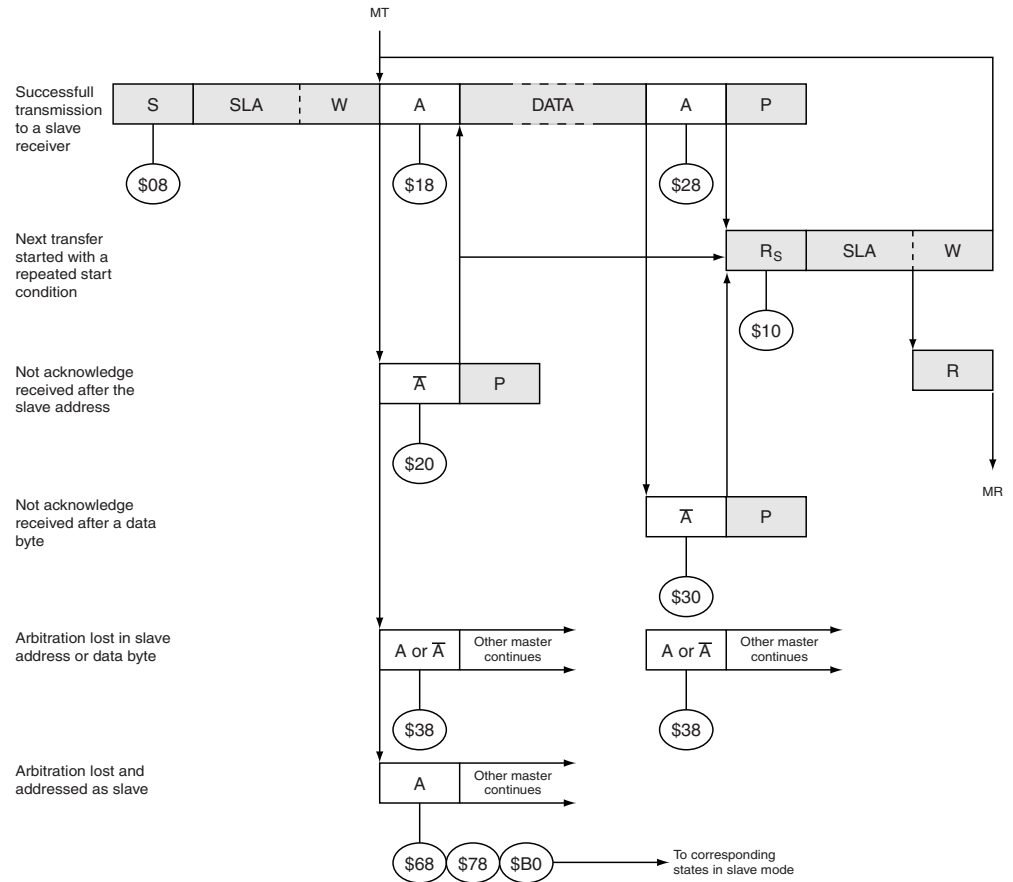 MT
Successfull
transmission
to a slave
receiver
S SLA W A DATA A P
$08 $18 $28
Next transfer
started with a
repeated start
condition
RS SLA W
$10
Not acknowledge
received after the
slave address
A̅ P
R
$20
MR
Not acknowledge
received after a data
byte
A̅ P
$30
Arbitration lost in slave
address or data byte
A or A̅
Other master
continues
A or A̅
Other master
continues
$38 $38
Arbitration lost and
addressed as slave
A
Other master
continues
$68 $78 $B0
To corresponding
states in slave mode